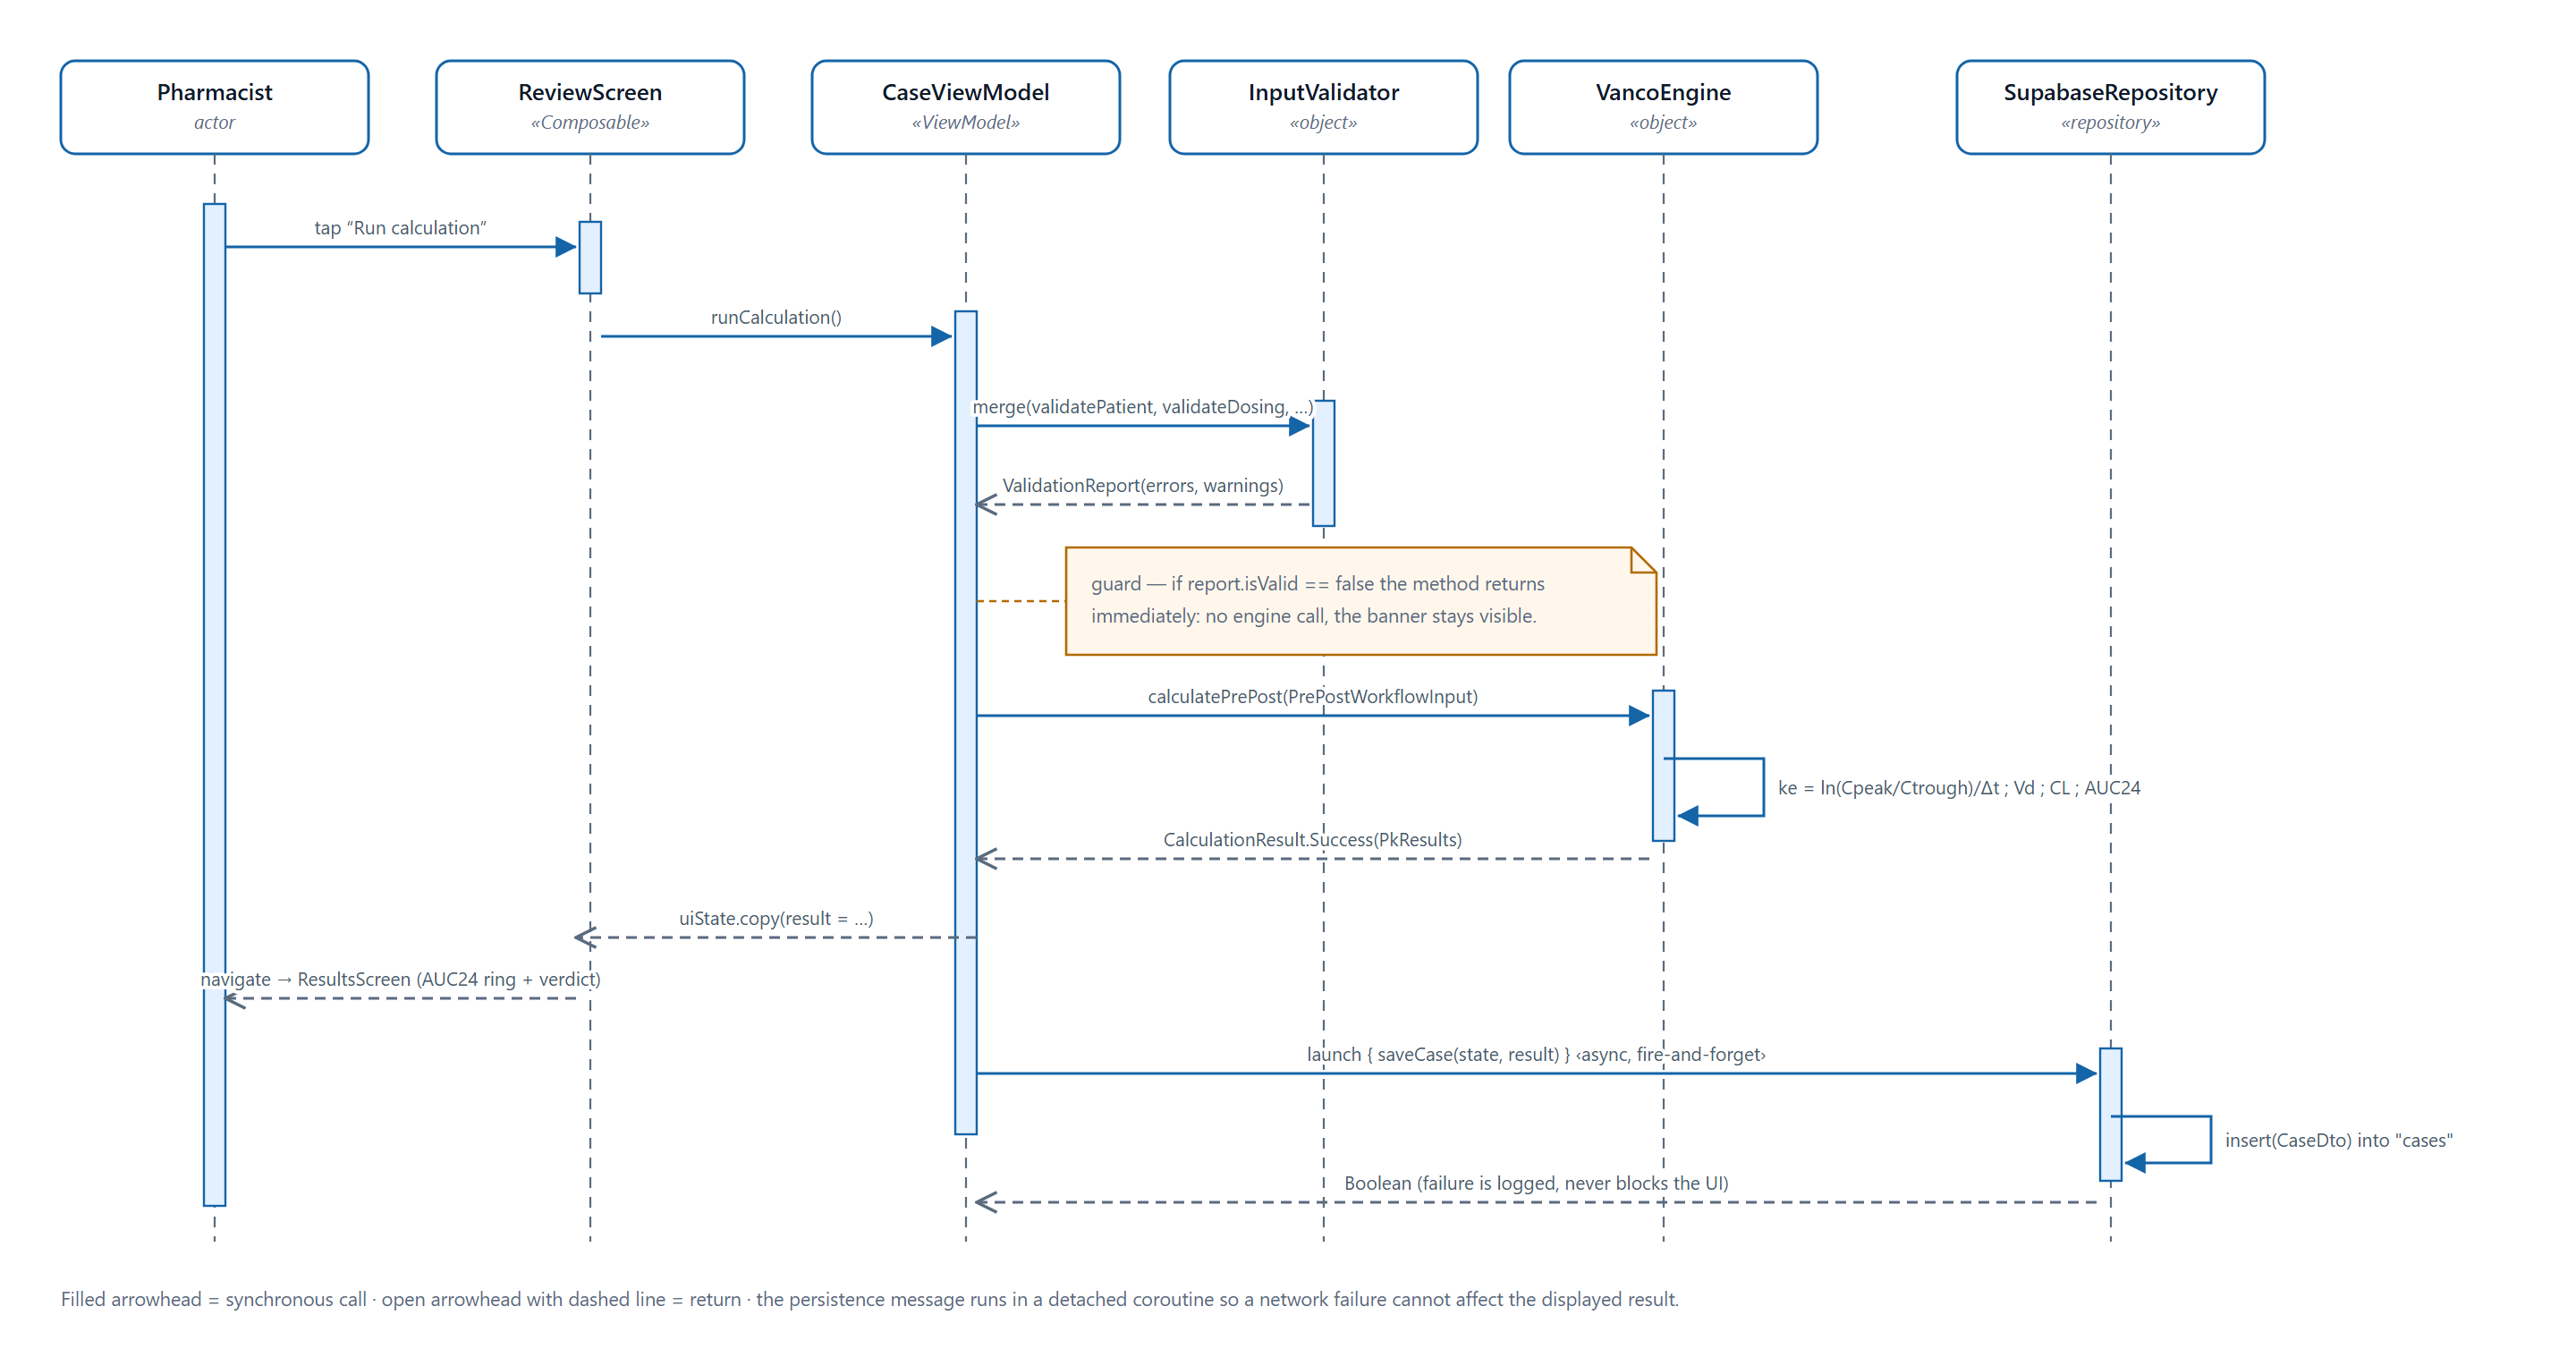 Pharmacist
actor
ReviewScreen
«Composable»
CaseViewModel
«ViewModel»
InputValidator
«object»
VancoEngine
«object»
SupabaseRepository
«repository»
tap “Run calculation”
runCalculation()
merge(validatePatient, validateDosing, …)
ValidationReport(errors, warnings)
guard — if report.isValid == false the method returns
immediately: no engine call, the banner stays visible.
calculatePrePost(PrePostWorkflowInput)
ke = ln(Cpeak/Ctrough)/Δt ; Vd ; CL ; AUC24
CalculationResult.Success(PkResults)
uiState.copy(result = …)
navigate → ResultsScreen (AUC24 ring + verdict)
launch { saveCase(state, result) } ‹async, fire-and-forget›
insert(CaseDto) into "cases"
Boolean (failure is logged, never blocks the UI)
Filled arrowhead = synchronous call · open arrowhead with dashed line = return · the persistence message runs in a detached coroutine so a network failure cannot affect the displayed result.